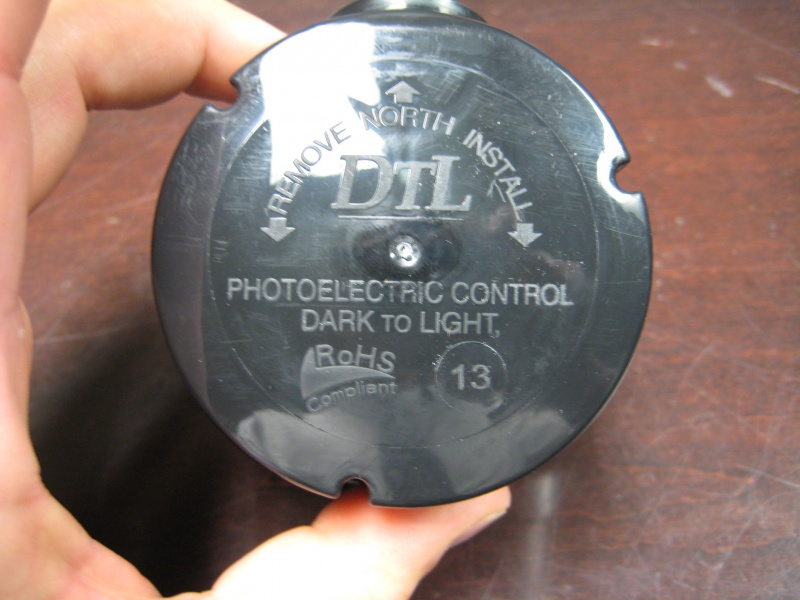 REMOVE NORTH INSTALL
DTL
PHOTOELECTRIC CONTROL
DARK TO LIGHT
RoHS
Compliant
13